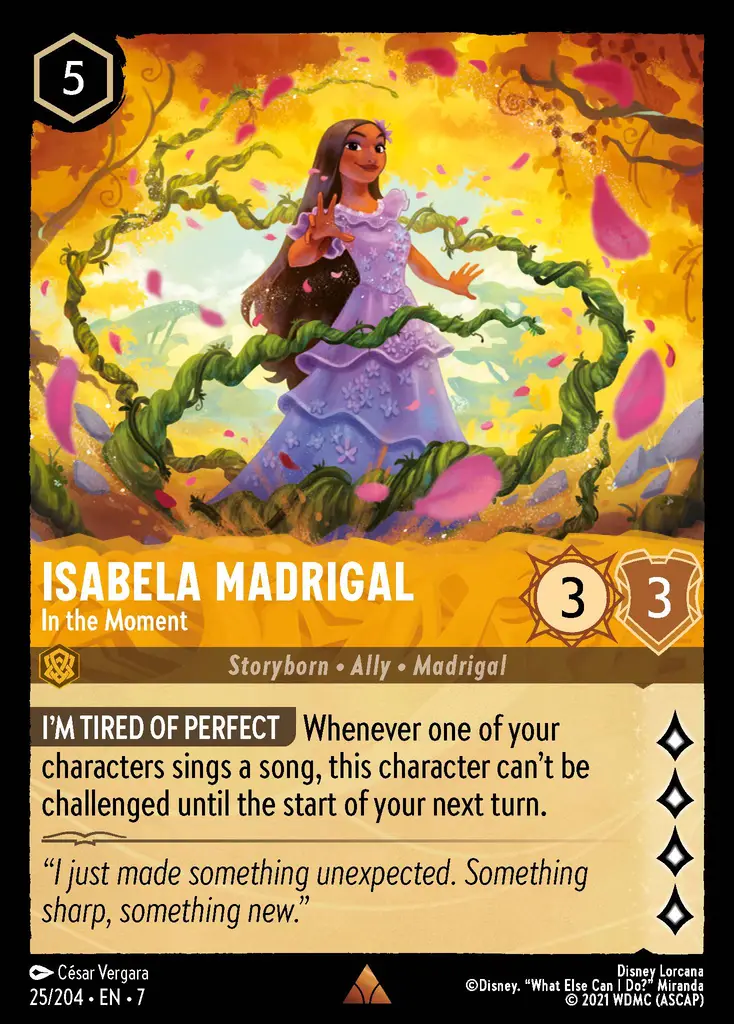 5
ISABELA MADRIGAL
In the Moment
3
3
Storyborn • Ally • Madrigal
I'M TIRED OF PERFECT Whenever one of your
characters sings a song, this character can't be
challenged until the start of your next turn.
“I just made something unexpected. Something
sharp, something new.”
César Vergara
25/204 • EN • 7
Disney Lorcana
©Disney. “What Else Can I Do?” Miranda
© 2021 WDMC (ASCAP)